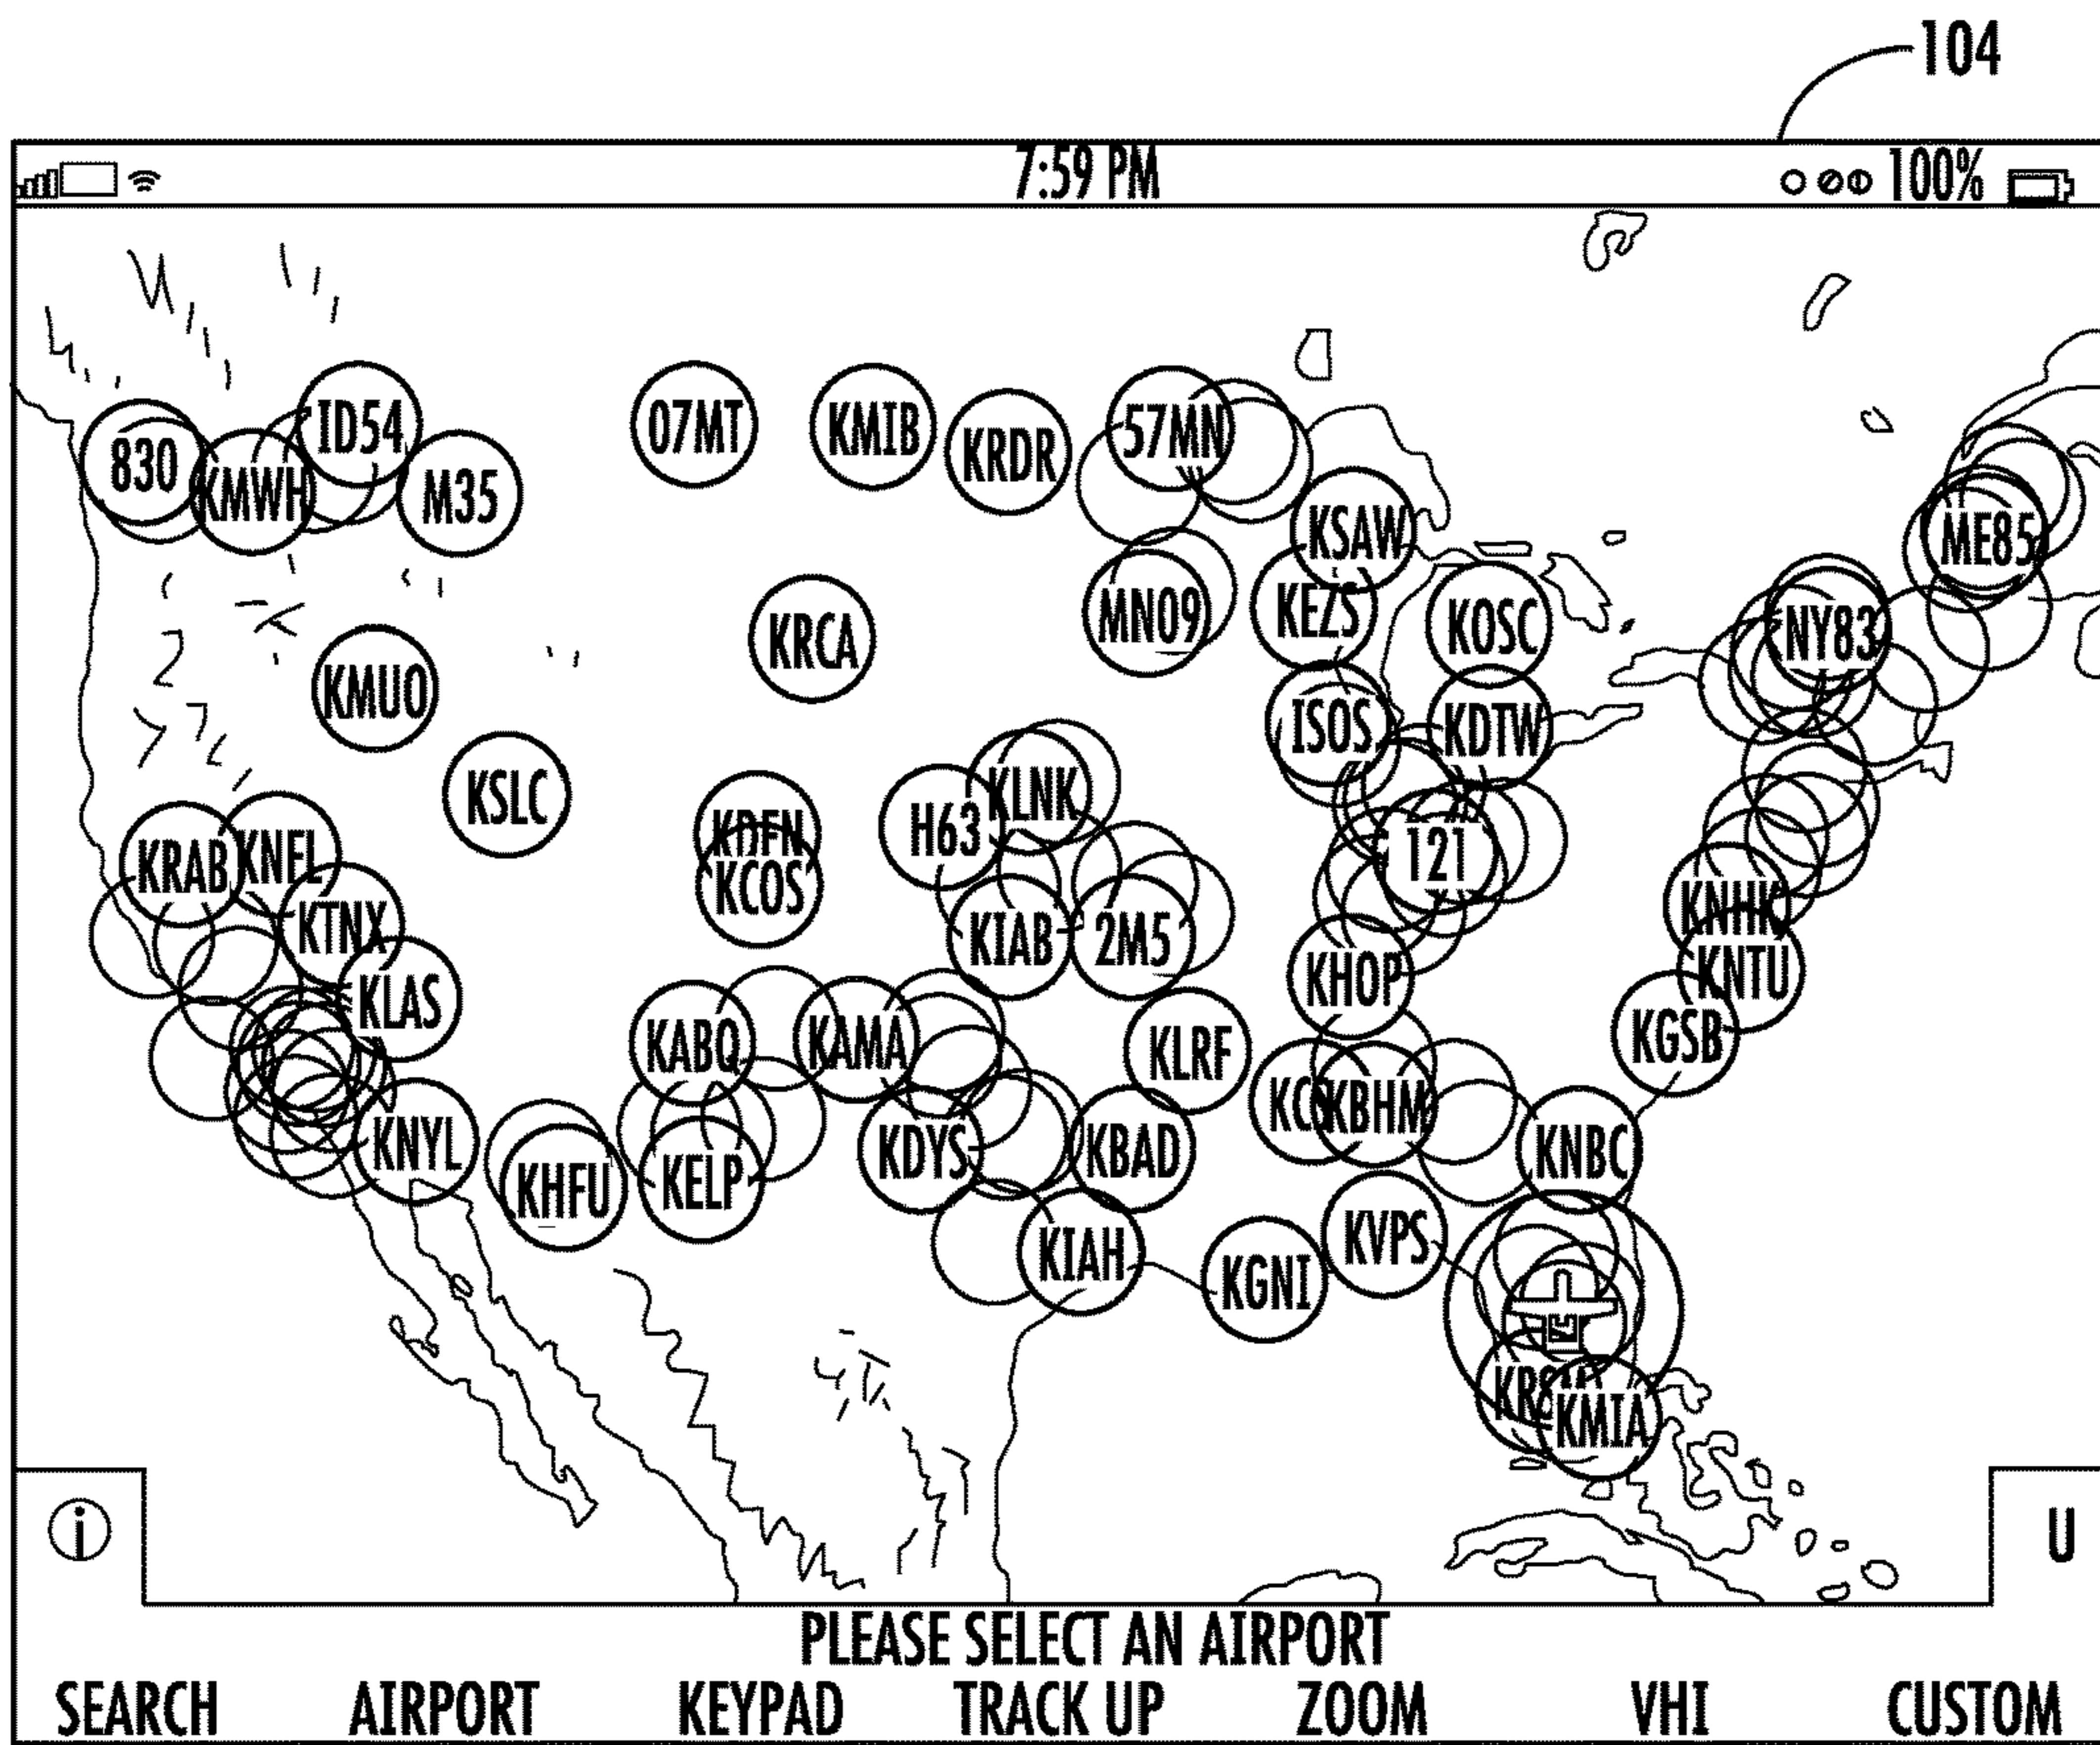 104
7:59 PM
100%
ID54
07MT
KMIB
57MN
830
KMWH
M35
KRDR
KSAW
ME85
KRCA
MN09
KEZS
KOSC
NY83
KMUO
ISOS
KDTW
KSLC
KLNK
H63
KCOS
KRAB
KNFL
121
KTNX
KIAB
2M5
KNHK
KLAS
KHOP
KNTU
KABQ
KAMA
KLRF
KGSB
KBHM
KNYL
KDYS
KBAD
KNBC
KHFU
KELP
KIAH
KGNI
KVPS
KMIA
i
U
PLEASE SELECT AN AIRPORT
SEARCH AIRPORT KEYPAD TRACK UP ZOOM VHI CUSTOM